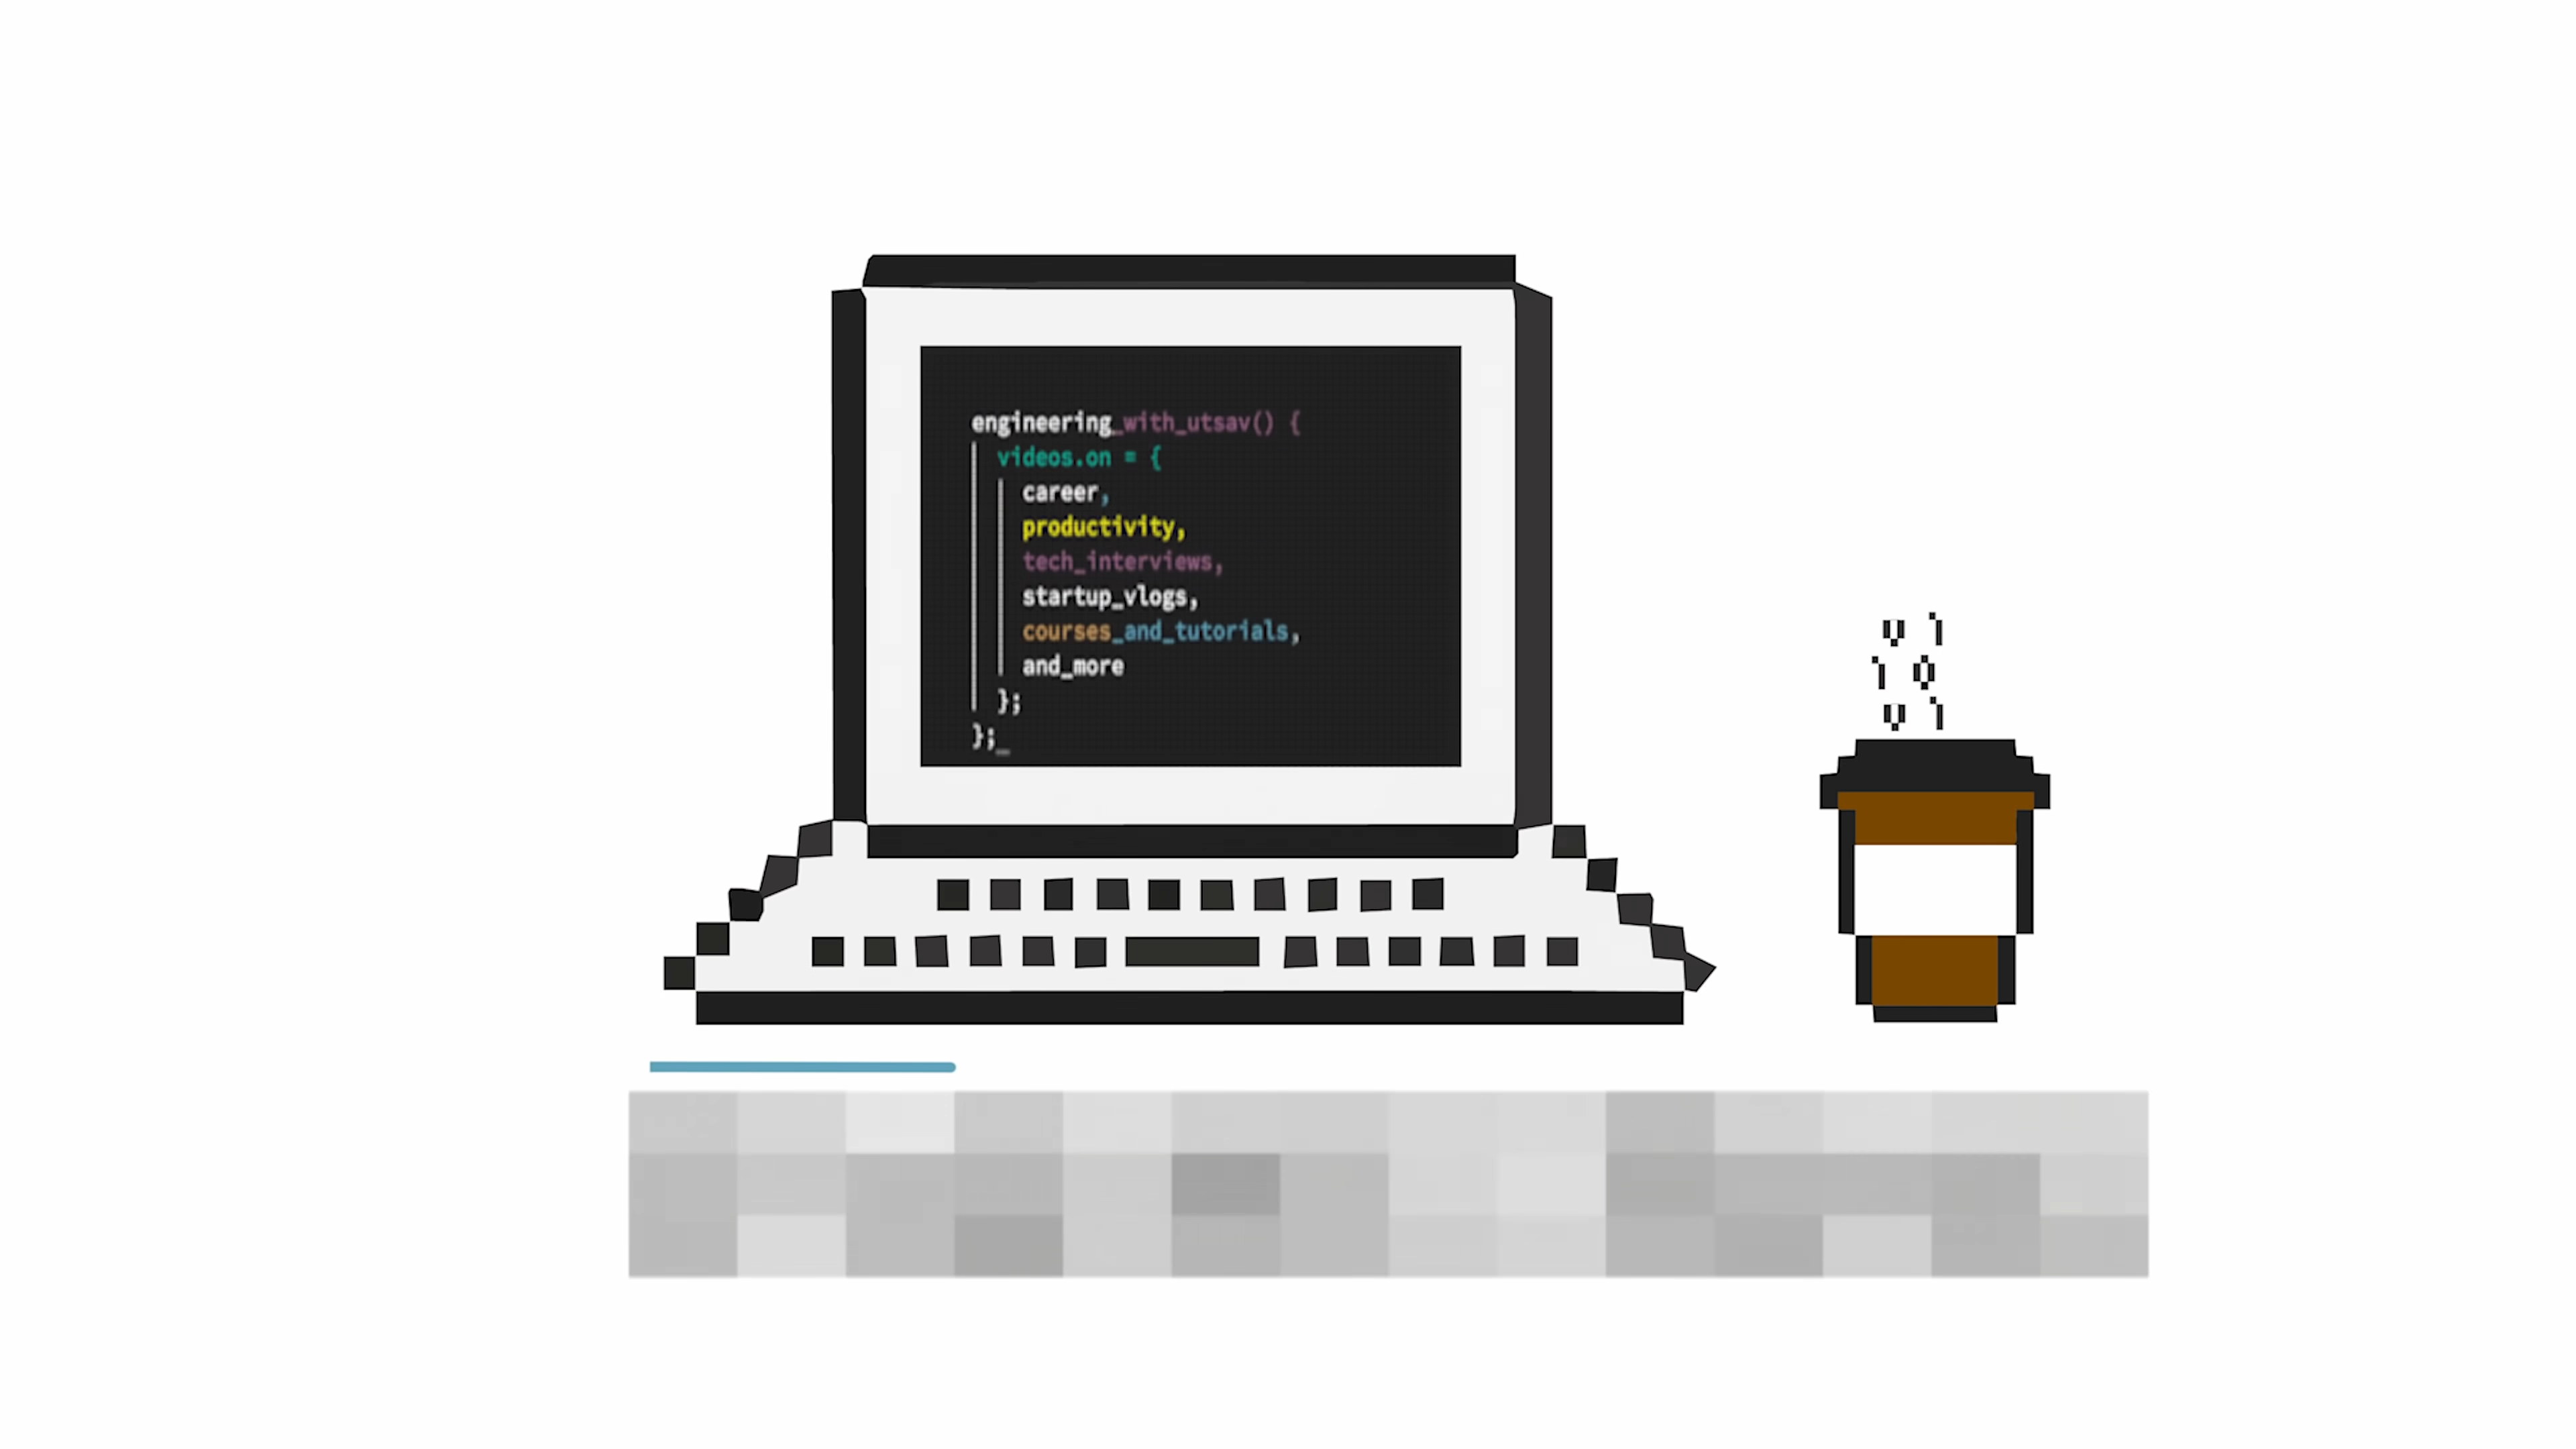 engineering_with_utsav() {
videos.on = {
career,
productivity,
tech_interviews,
startup_vlogs,
courses_and_tutorials,
and_more
};
};_